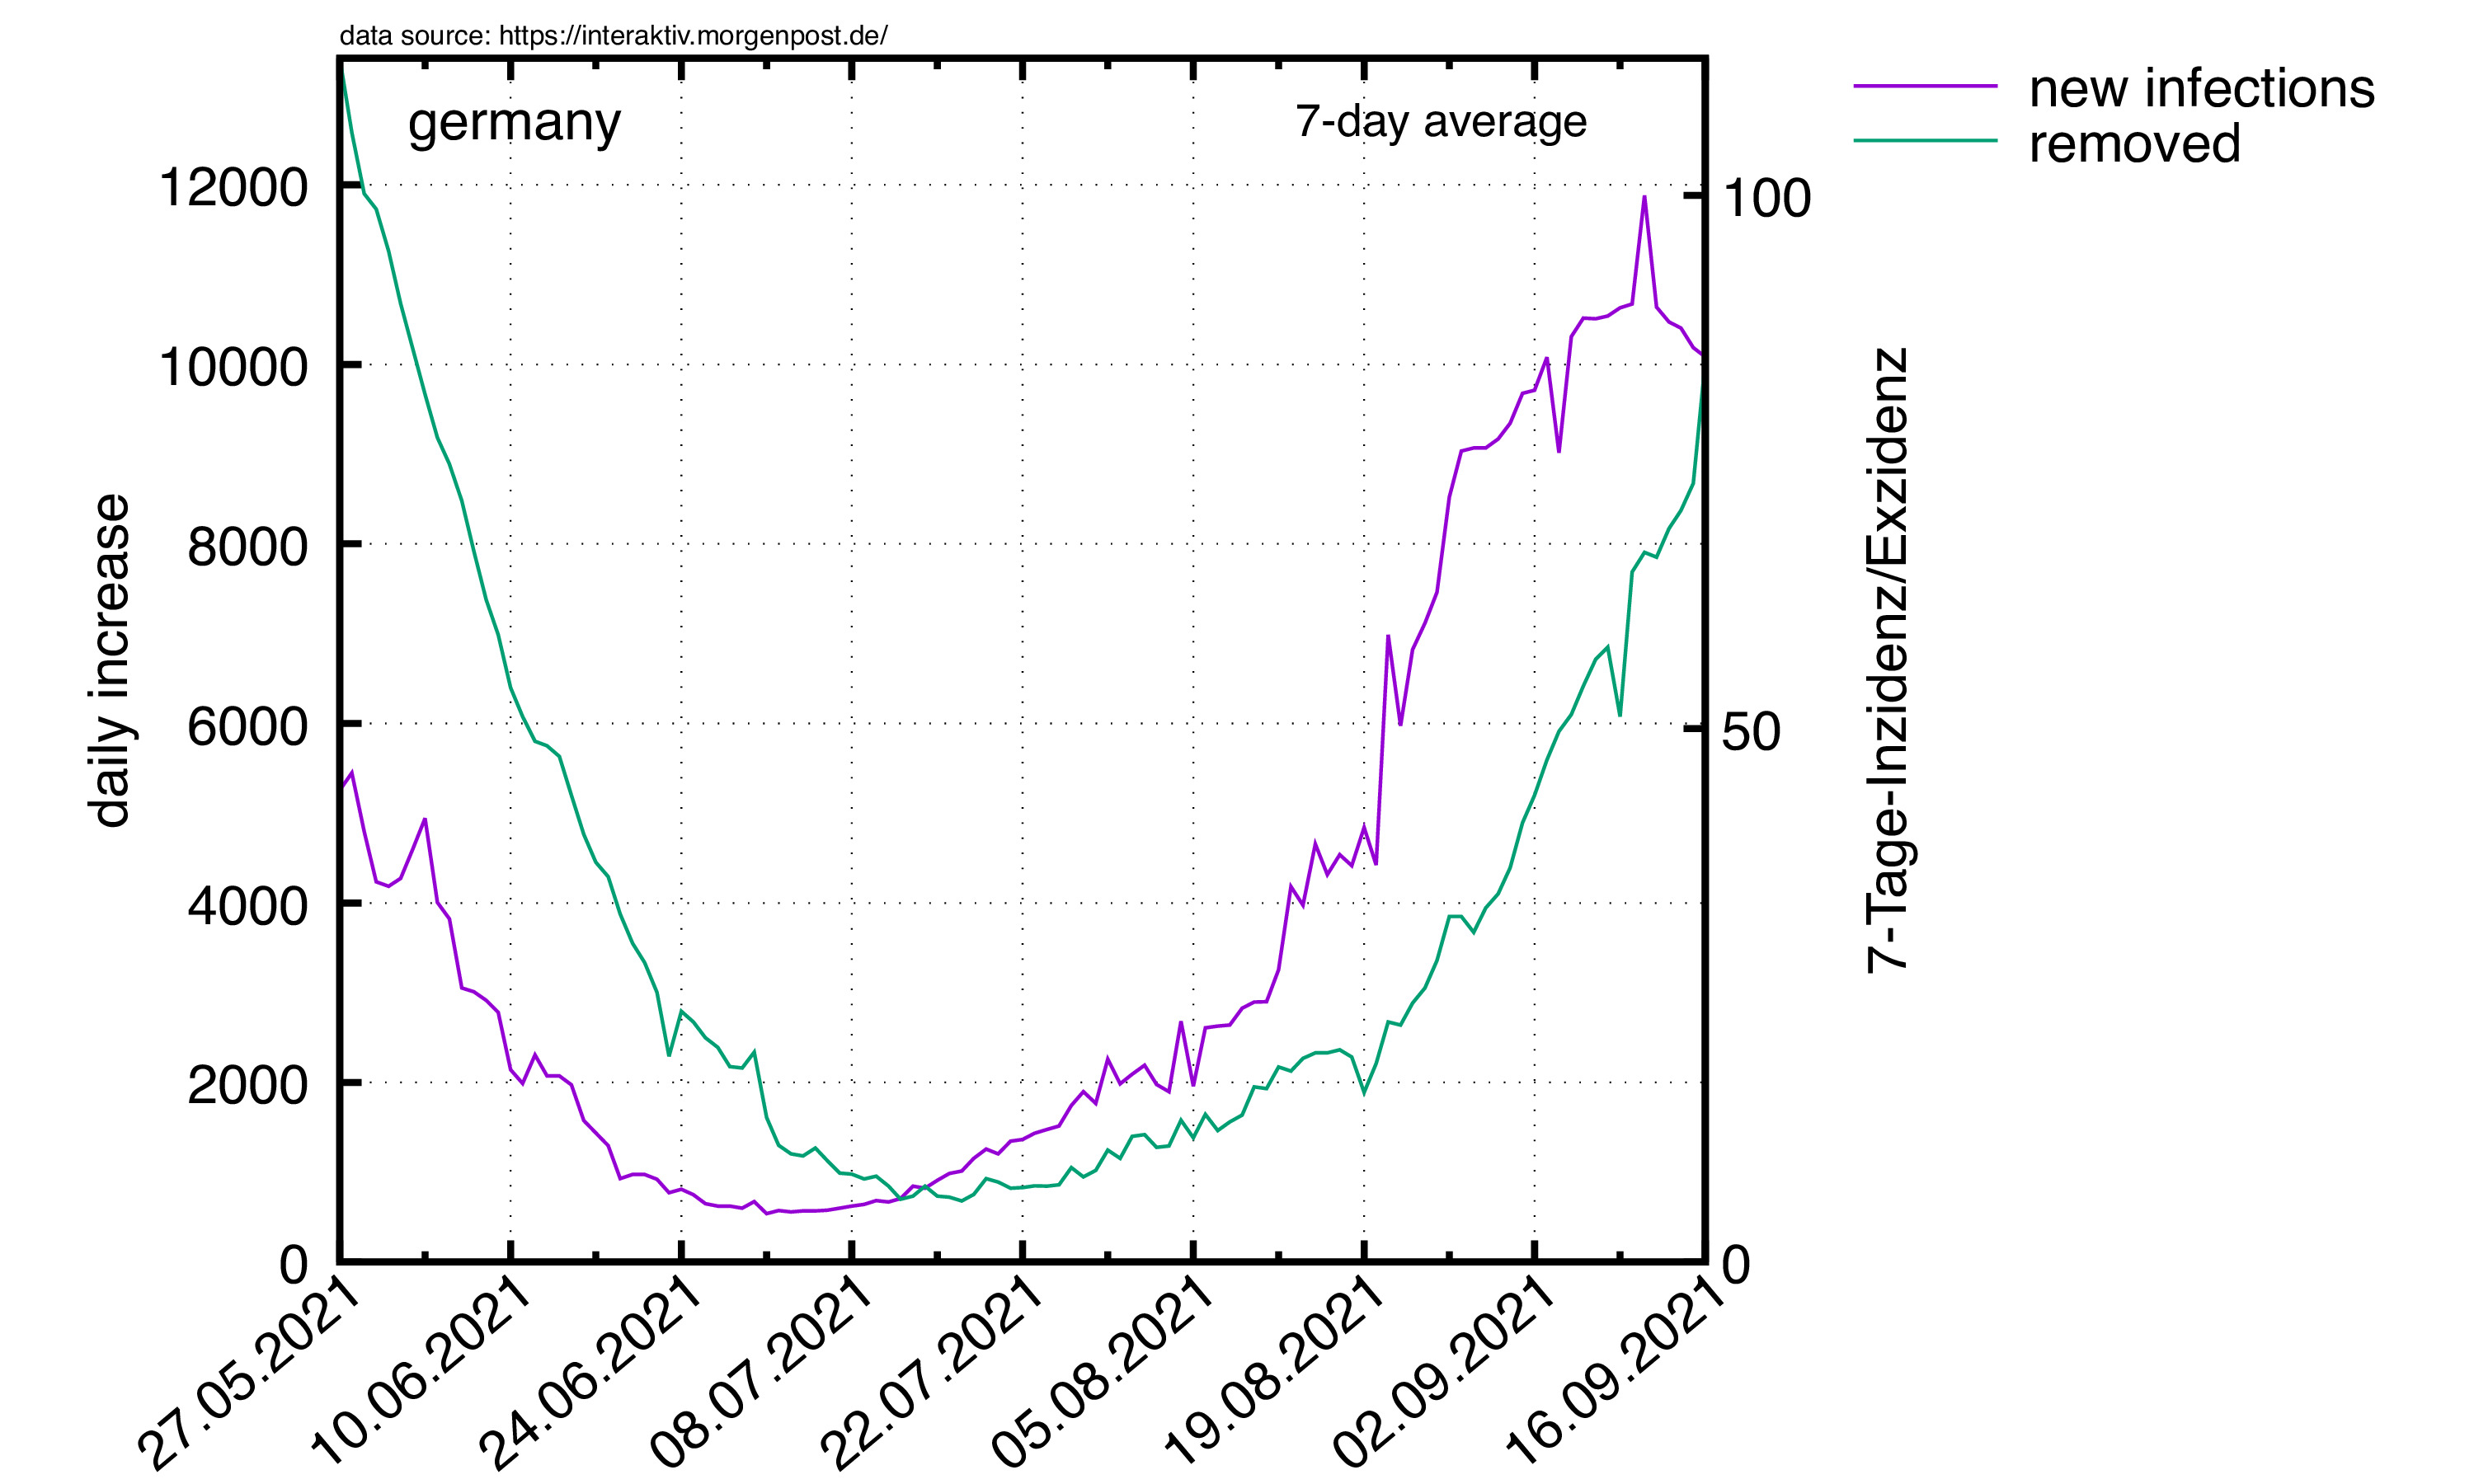 data source: https://interaktiv.morgenpost.de/
germany
7-day average
new infections
removed
12000
10000
8000
6000
4000
2000
0
daily increase
100
50
0
7-Tage-Inzidenz/Exzidenz
27.05.2021
10.06.2021
24.06.2021
08.07.2021
22.07.2021
05.08.2021
19.08.2021
02.09.2021
16.09.2021